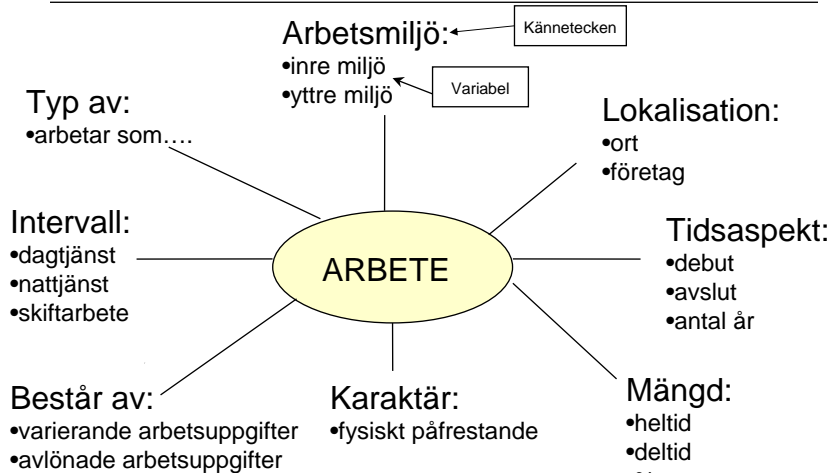 Arbetsmiljö:
Kännetecken
•inre miljö
•yttre miljö
Variabel
Typ av:
•arbetar som….
Lokalisation:
•ort
•företag
Intervall:
•dagtjänst
•nattjänst
•skiftarbete
ARBETE
Tidsaspekt:
•debut
•avslut
•antal år
Består av:
•varierande arbetsuppgifter
•avlönade arbetsuppgifter
Karaktär:
•fysiskt påfrestande
Mängd:
•heltid
•deltid